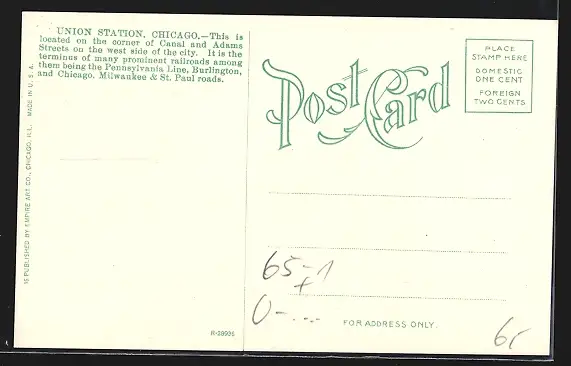 UNION STATION, CHICAGO.—This is
located on the corner of Canal and Adams
Streets on the west side of the city. It is the
terminus of many prominent railroads among
them being the Pennsylvania Line, Burlington,
and Chicago, Milwaukee & St. Paul roads.
15 PUBLISHED BY EMPIRE ART CO., CHICAGO, ILL. MADE IN U. S. A.
Post Card
PLACE
STAMP HERE
DOMESTIC
ONE CENT
FOREIGN
TWO CENTS
65-1
FOR ADDRESS ONLY.